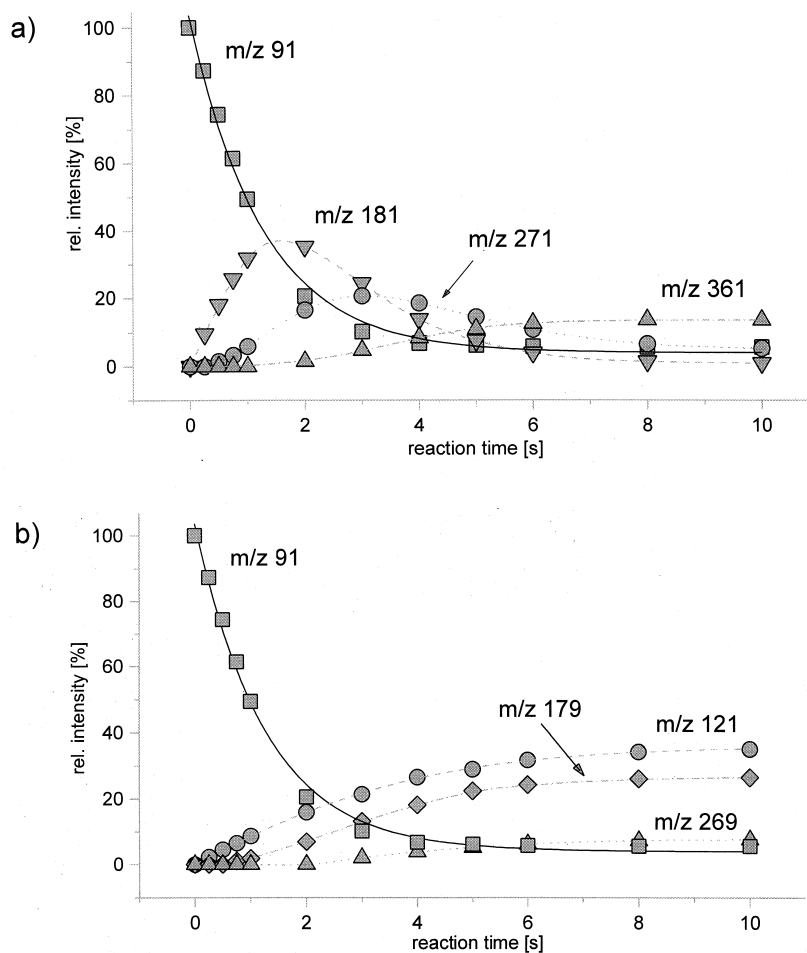 a)
rel. intensity [%]
100
80
60
40
20
0
m/z 91
m/z 181
m/z 271
m/z 361
0 2 4 6 8 10
reaction time [s]
b)
rel. intensity [%]
100
80
60
40
20
0
m/z 91
m/z 179
m/z 121
m/z 269
0 2 4 6 8 10
reaction time [s]